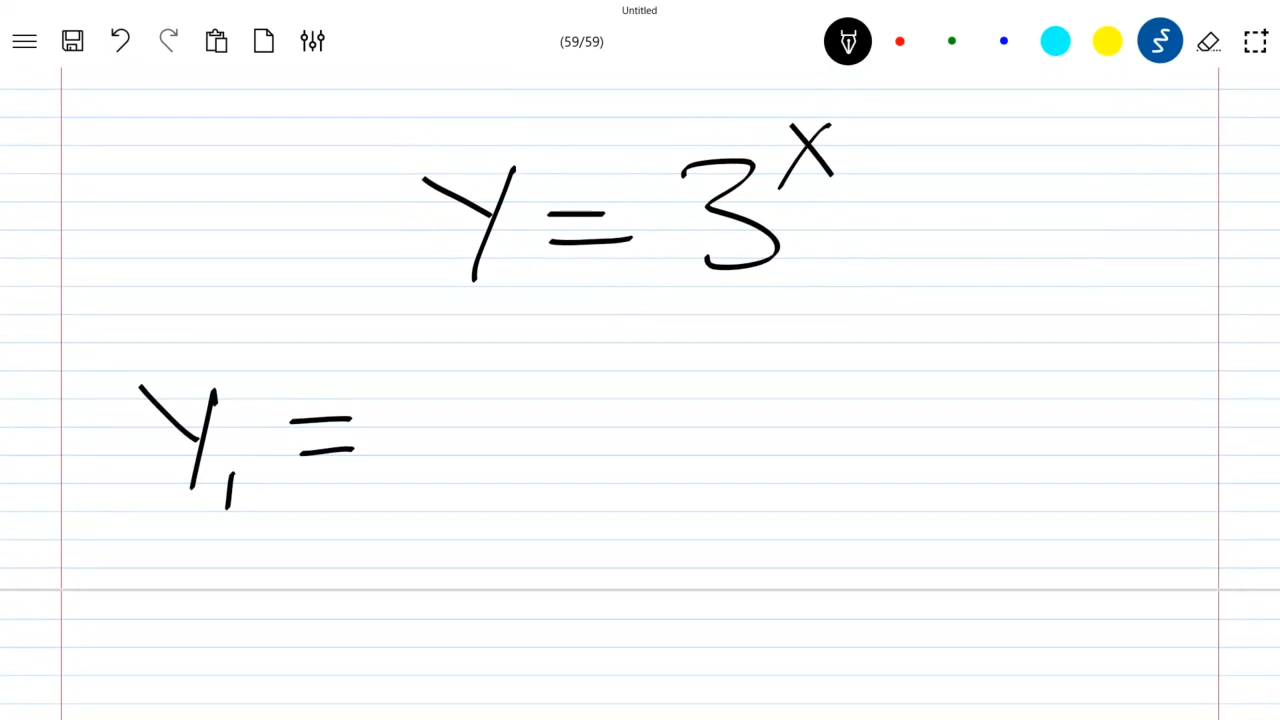 Untitled
(59/59)
Y = 3^x
Y₁ =